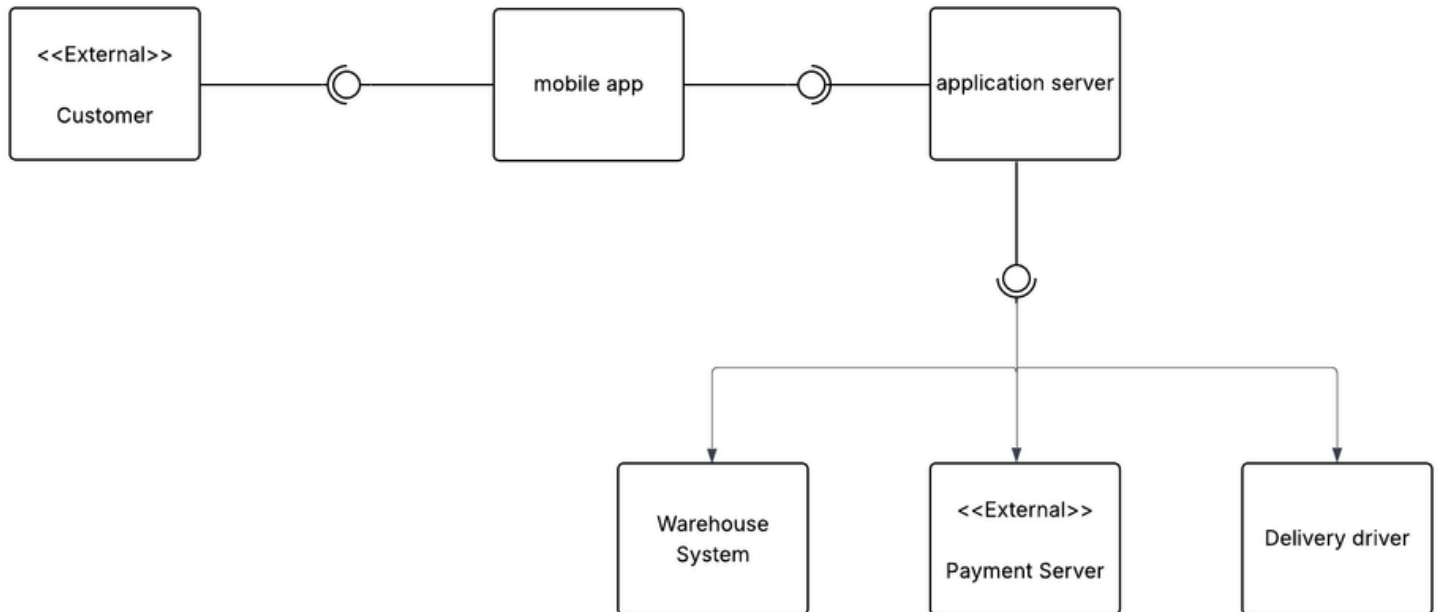 <<External>>
Customer
mobile app
application server
Warehouse
System
<<External>>
Payment Server
Delivery driver